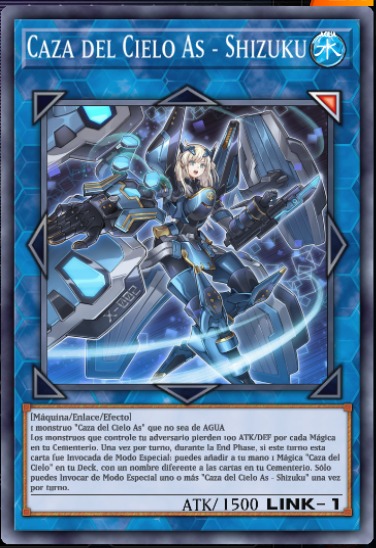 Caza del Cielo As - Shizuku
AGUA
水
X-002
[Máquina/Enlace/Efecto]
1 monstruo "Caza del Cielo As" que no sea de AGUA
Los monstruos que controle tu adversario pierden 100 ATK/DEF por cada Mágica
en tu Cementerio. Una vez por turno, durante la End Phase, si este turno esta
carta fue Invocada de Modo Especial: puedes añadir a tu mano 1 Mágica "Caza del
Cielo" en tu Deck, con un nombre diferente a las cartas en tu Cementerio. Sólo
puedes Invocar de Modo Especial uno o más "Caza del Cielo As - Shizuku" una vez
por turno.
ATK/ 1500 LINK-1